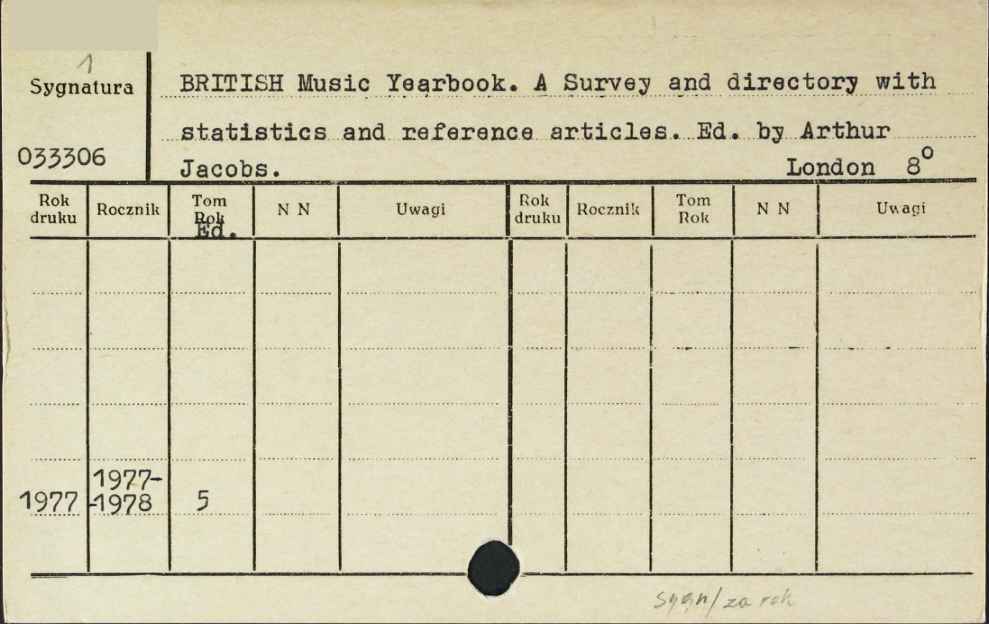 1
Sygnatura
033306
BRITISH Music Yearbook. A Survey and directory with
statistics and reference articles. Ed. by Arthur
Jacobs. London 8°
Rok druku Rocznik Tom Rok Ed. N N Uwagi Rok druku Rocznik Tom Rok N N Uwagi
1977 1977-
-1978 5
sygn/za rok